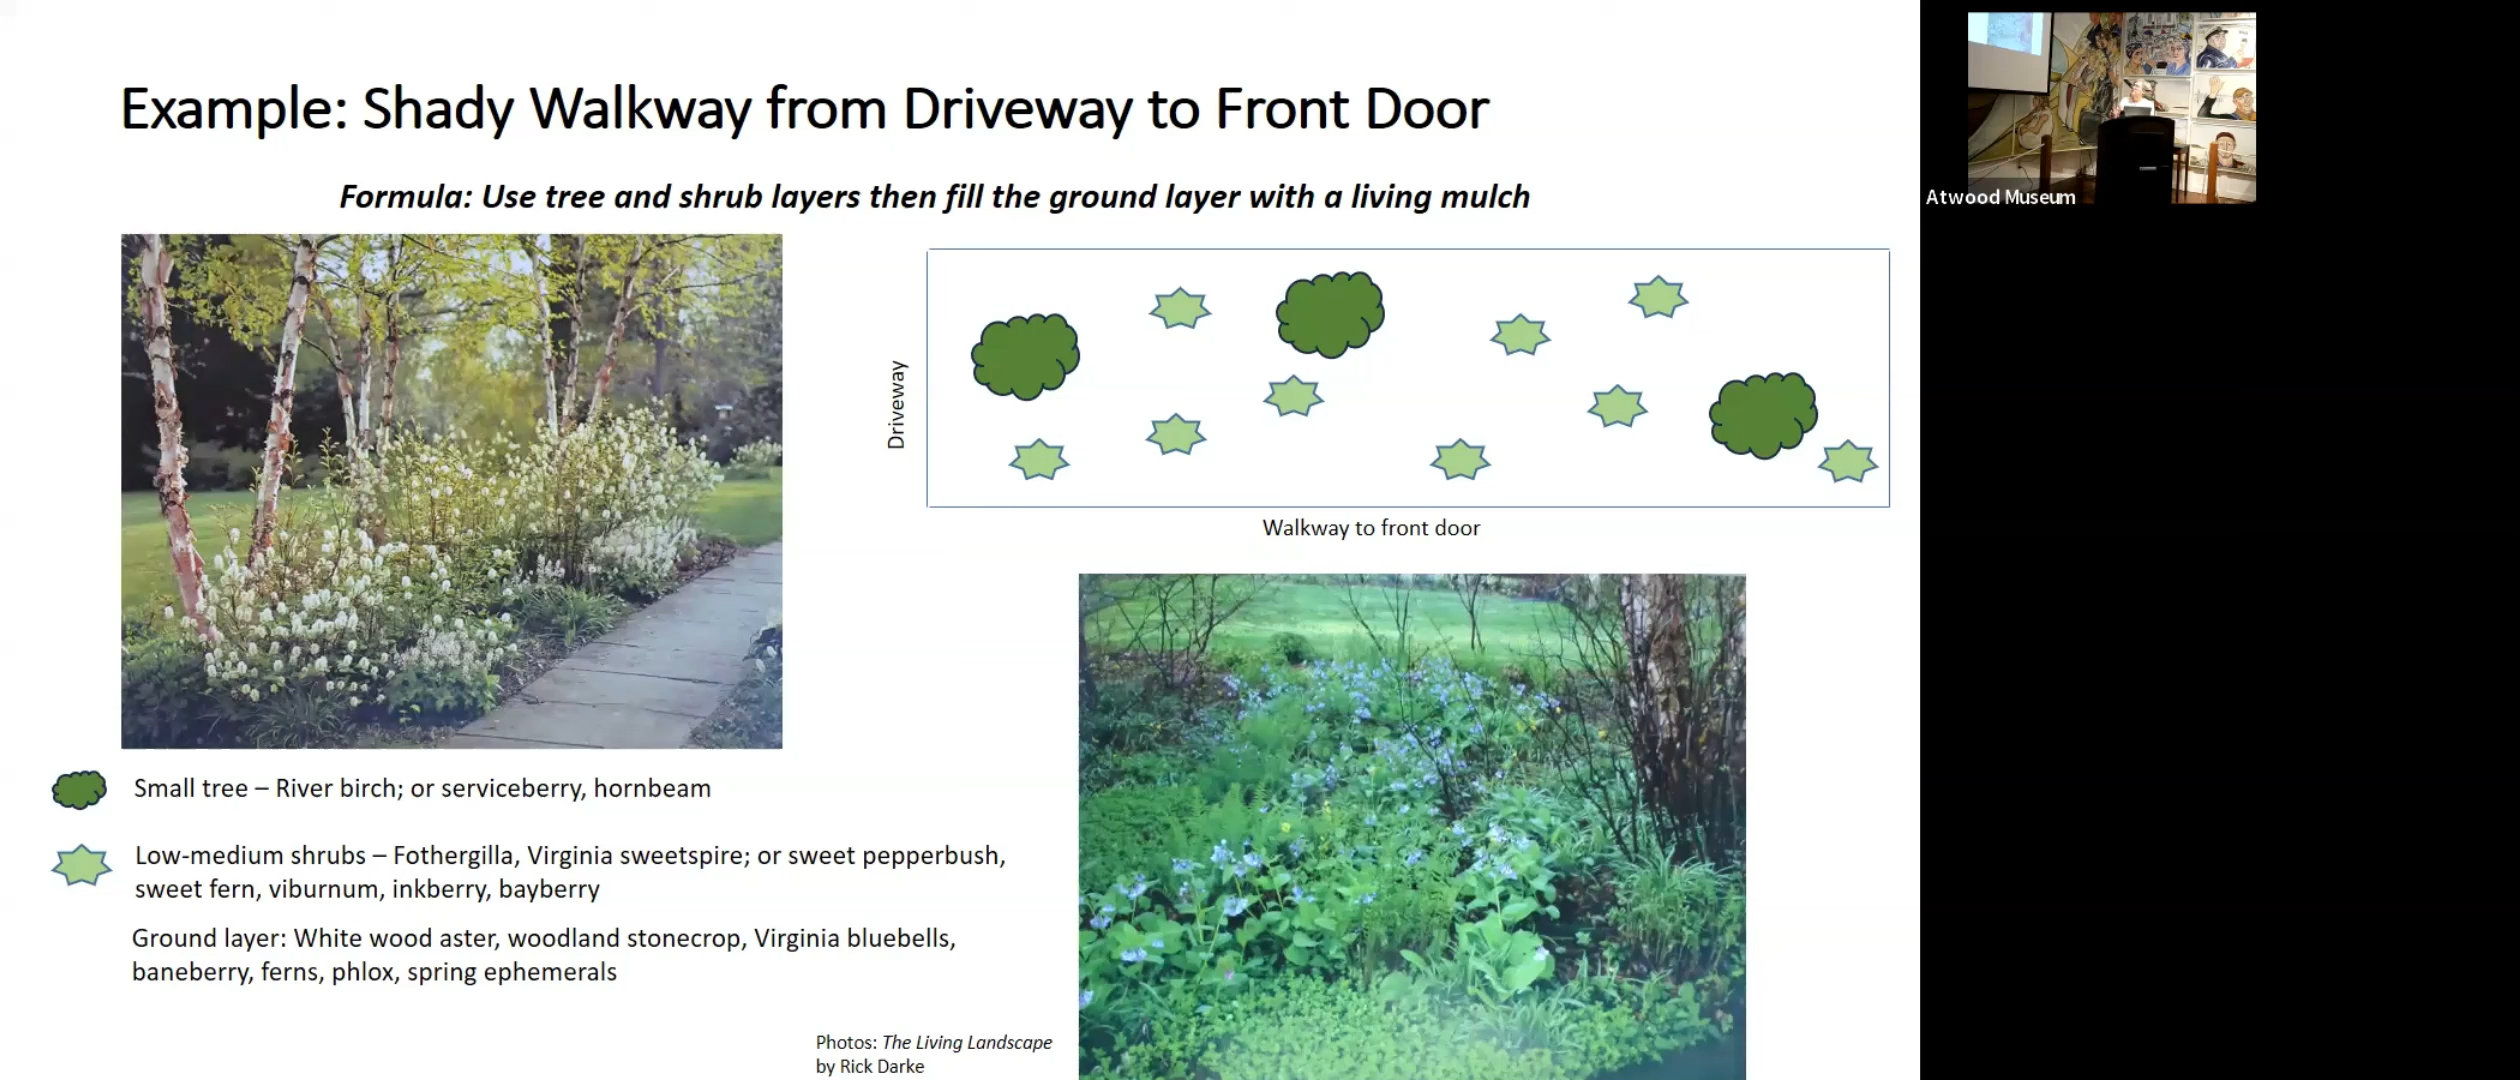 Example: Shady Walkway from Driveway to Front Door
Formula: Use tree and shrub layers then fill the ground layer with a living mulch
Driveway
Walkway to front door
Small tree – River birch; or serviceberry, hornbeam
Low-medium shrubs – Fothergilla, Virginia sweetspire; or sweet pepperbush,
sweet fern, viburnum, inkberry, bayberry
Ground layer: White wood aster, woodland stonecrop, Virginia bluebells,
baneberry, ferns, phlox, spring ephemerals
Photos: The Living Landscape
by Rick Darke
Atwood Museum